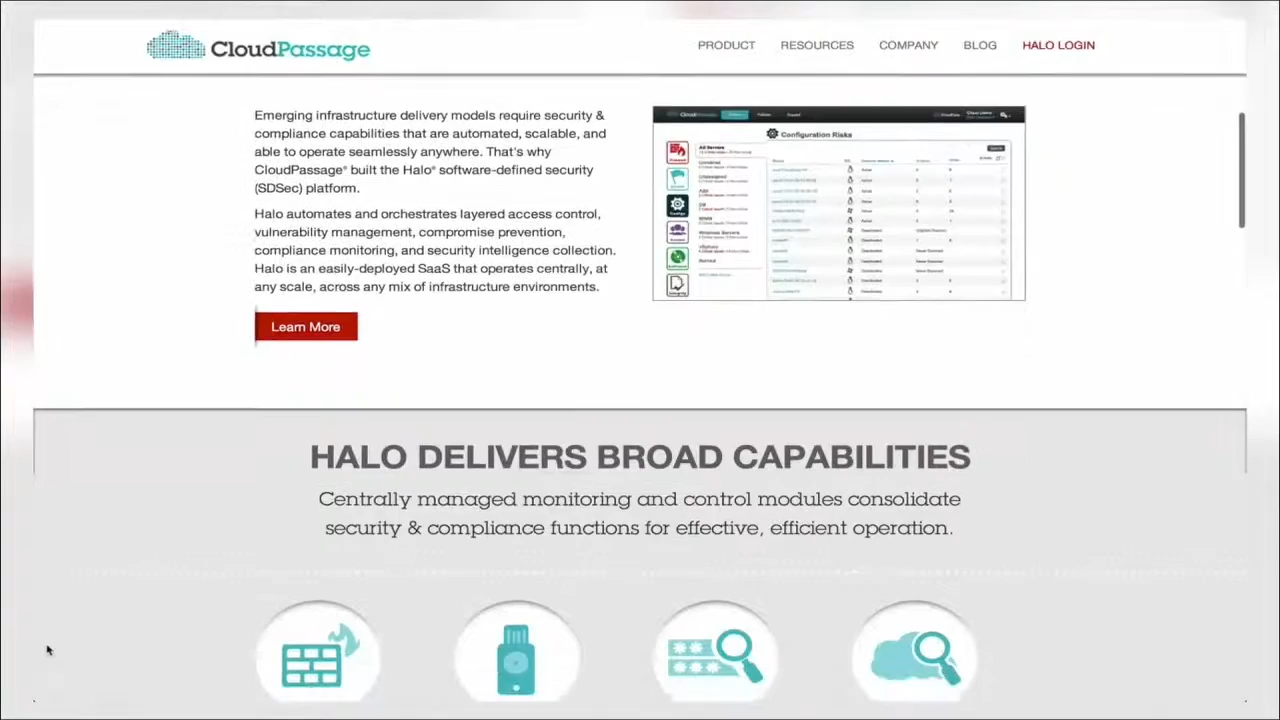 CloudPassage
PRODUCT RESOURCES COMPANY BLOG HALO LOGIN
Emerging infrastructure delivery models require security &
compliance capabilities that are automated, scalable, and
able to operate seamlessly anywhere. That's why
CloudPassage® built the Halo® software-defined security
(SDSec) platform.
Halo automates and orchestrates layered access control,
vulnerability management, compromise prevention,
compliance monitoring, and security intelligence collection.
Halo is an easily-deployed SaaS that operates centrally, at
any scale, across any mix of infrastructure environments.
Learn More
CloudPassage
Configuration Risks
All Servers
HALO DELIVERS BROAD CAPABILITIES
Centrally managed monitoring and control modules consolidate
security & compliance functions for effective, efficient operation.